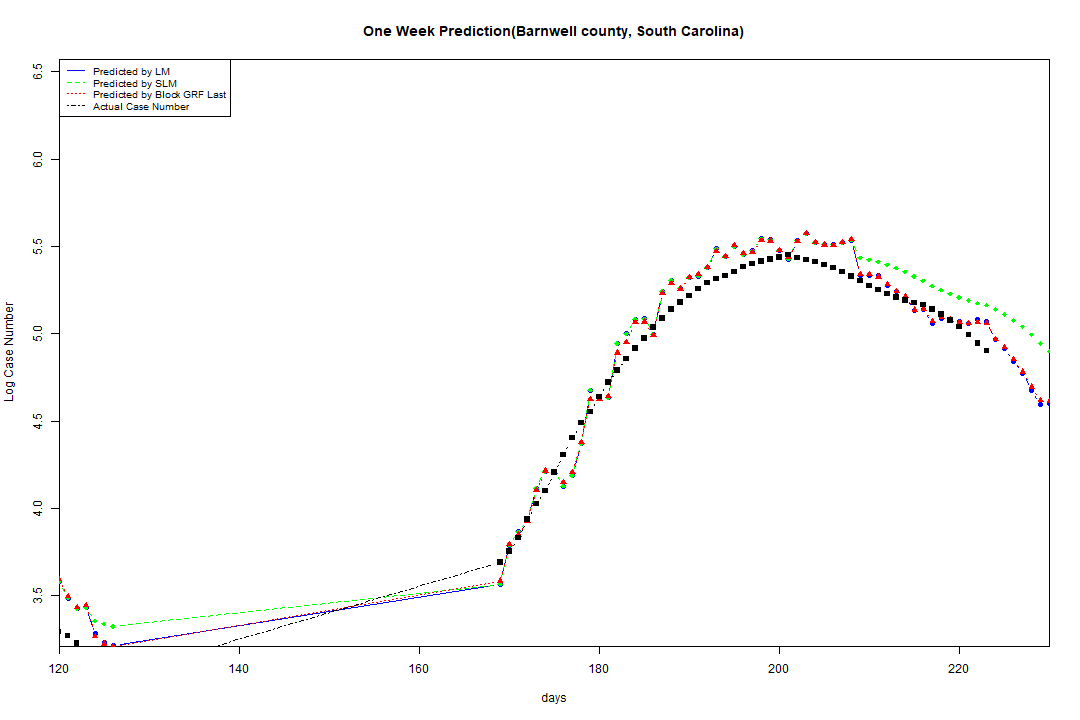 One Week Prediction(Barnwell county, South Carolina)
Predicted by LM
Predicted by SLM
Predicted by Block GRF Last
Actual Case Number
6.5
6.0
5.5
5.0
4.5
4.0
3.5
Log Case Number
120 140 160 180 200 220
days